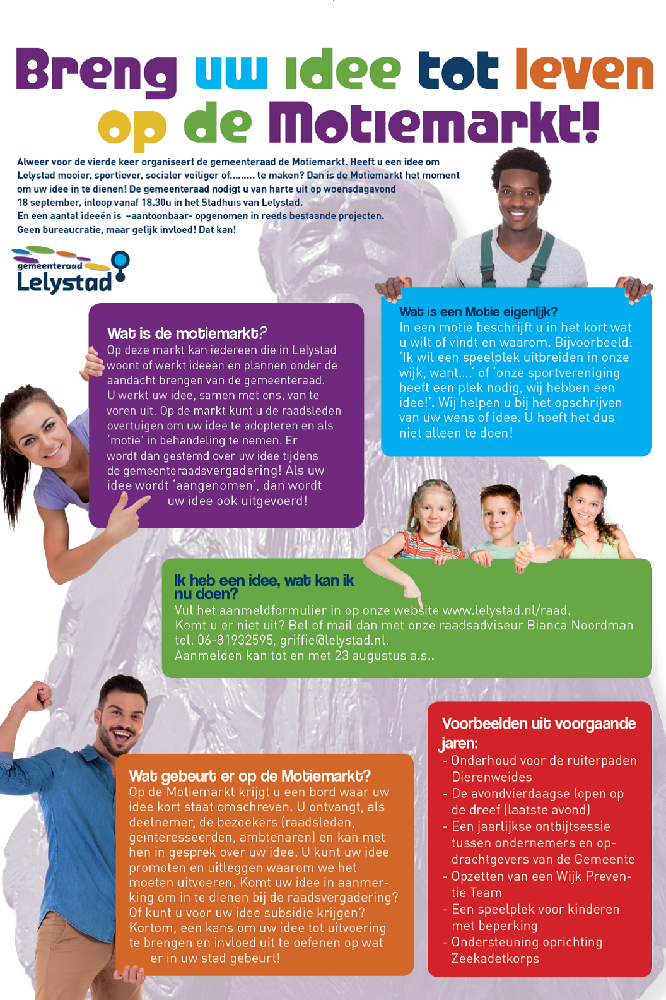 Breng uw idee tot leven
op de Motiemarkt!
Alweer voor de vierde keer organiseert de gemeenteraad de Motiemarkt. Heeft u een idee om
Lelystad mooier, sportiever, socialer veiliger of......... te maken? Dan is de Motiemarkt het moment
om uw idee in te dienen! De gemeenteraad nodigt u van harte uit op woensdagavond
18 september, inloop vanaf 18.30u in het Stadhuis van Lelystad.
En een aantal ideeën is –aantoonbaar- opgenomen in reeds bestaande projecten.
Geen bureaucratie, maar gelijk invloed! Dat kan!
gemeenteraad
Lelystad
Wat is een Motie eigenlijk?
In een motie beschrijft u in het kort wat
u wilt of vindt en waarom. Bijvoorbeeld:
‘Ik wil een speelplek uitbreiden in onze
wijk, want....‘ of ‘onze sportvereniging
heeft een plek nodig, wij hebben een
idee!’. Wij helpen u bij het opschrijven
van uw wens of idee. U hoeft het dus
niet alleen te doen!
Wat is de motiemarkt?
Op deze markt kan iedereen die in Lelystad
woont of werkt ideeën en plannen onder de
aandacht brengen van de gemeenteraad.
U werkt uw idee, samen met ons, van te
voren uit. Op de markt kunt u de raadsleden
overtuigen om uw idee te adopteren en als
‘motie’ in behandeling te nemen. Er
wordt dan gestemd over uw idee tijdens
de gemeenteraadsvergadering! Als uw
idee wordt ‘aangenomen’, dan wordt
uw idee ook uitgevoerd!
Ik heb een idee, wat kan ik
nu doen?
Vul het aanmeldformulier in op onze website www.lelystad.nl/raad.
Komt u er niet uit? Bel of mail dan met onze raadsadviseur Bianca Noordman
tel. 06-81932595, griffie@lelystad.nl.
Aanmelden kan tot en met 23 augustus a.s..
Wat gebeurt er op de Motiemarkt?
Op de Motiemarkt krijgt u een bord waar uw
idee kort staat omschreven. U ontvangt, als
deelnemer, de bezoekers (raadsleden,
geïnteresseerden, ambtenaren) en kan met
hen in gesprek over uw idee. U kunt uw idee
promoten en uitleggen waarom we het
moeten uitvoeren. Komt uw idee in aanmer-
king om in te dienen bij de raadsvergadering?
Of kunt u voor uw idee subsidie krijgen?
Kortom, een kans om uw idee tot uitvoering
te brengen en invloed uit te oefenen op wat
er in uw stad gebeurt!
Voorbeelden uit voorgaande
jaren:
- Onderhoud voor de ruiterpaden
Dierenweides
- De avondvierdaagse lopen op
de dreef (laatste avond)
- Een jaarlijkse ontbijtsessie
tussen ondernemers en op-
drachtgevers van de Gemeente
- Opzetten van een Wijk Preven-
tie Team
- Een speelplek voor kinderen
met beperking
- Ondersteuning oprichting
Zeekadetkorps